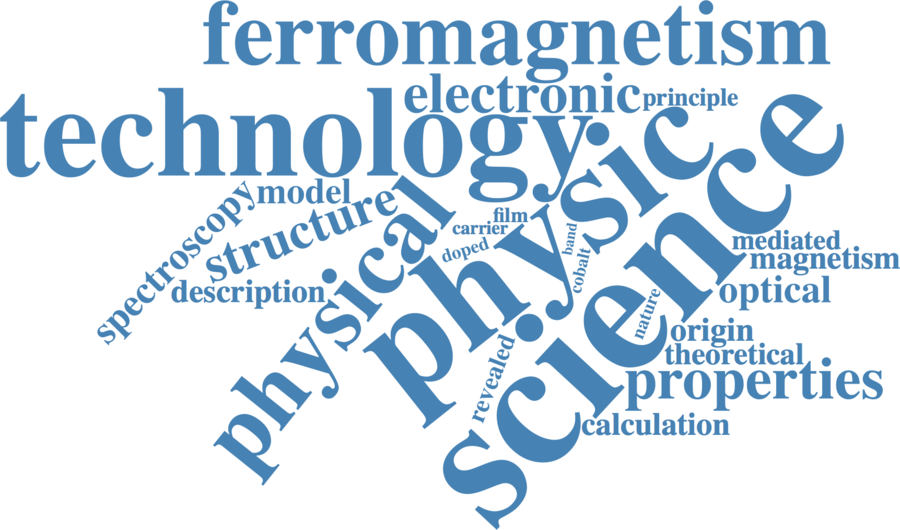 ferromagnetism
electronic
principle
technology
physic
science
model
spectroscopy
structure
physical
film
carrier
doped
band
cobalt
description
mediated
magnetism
optical
nature
origin
theoretical
revealed
properties
calculation